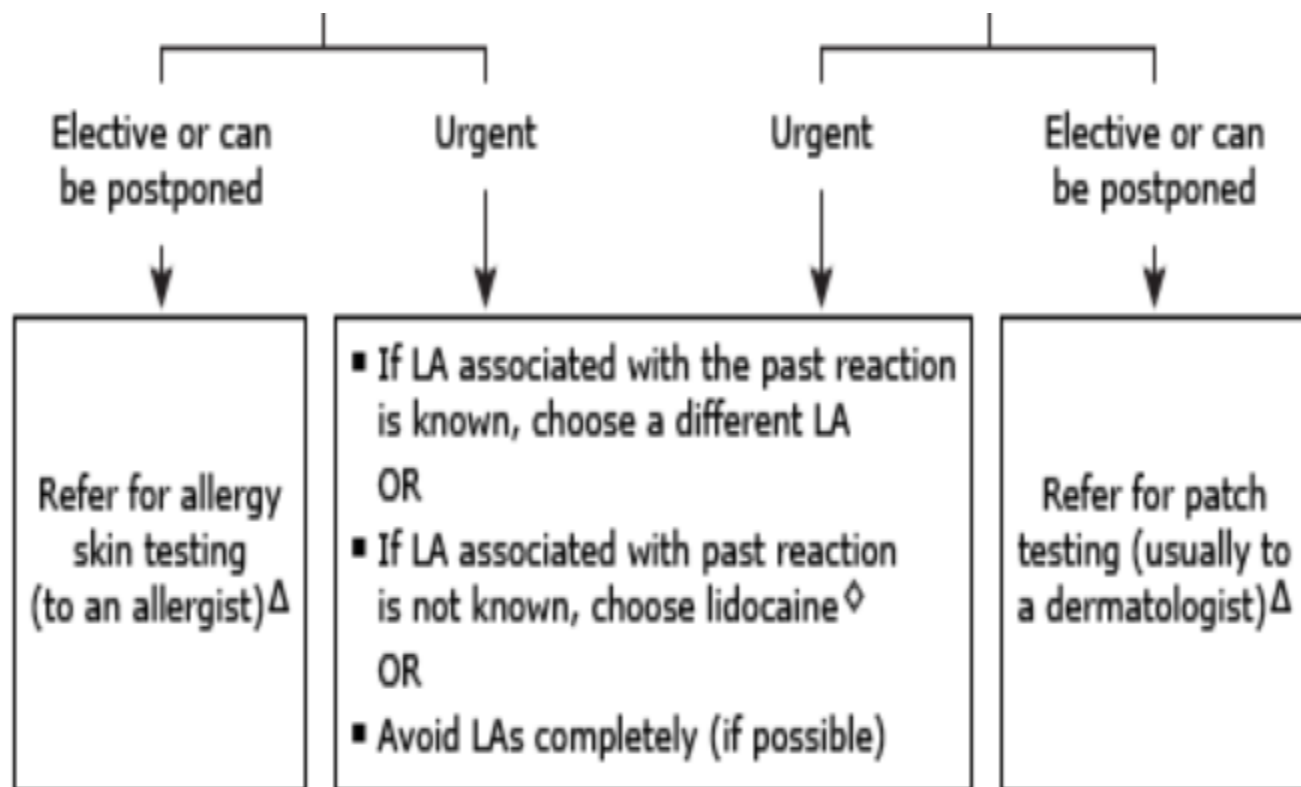 Elective or can
be postponed
Urgent
Urgent
Elective or can
be postponed
Refer for allergy
skin testing
(to an allergist)Δ
▪ If LA associated with the past reaction
is known, choose a different LA
OR
▪ If LA associated with past reaction
is not known, choose lidocaine◊
OR
▪ Avoid LAs completely (if possible)
Refer for patch
testing (usually to
a dermatologist)Δ